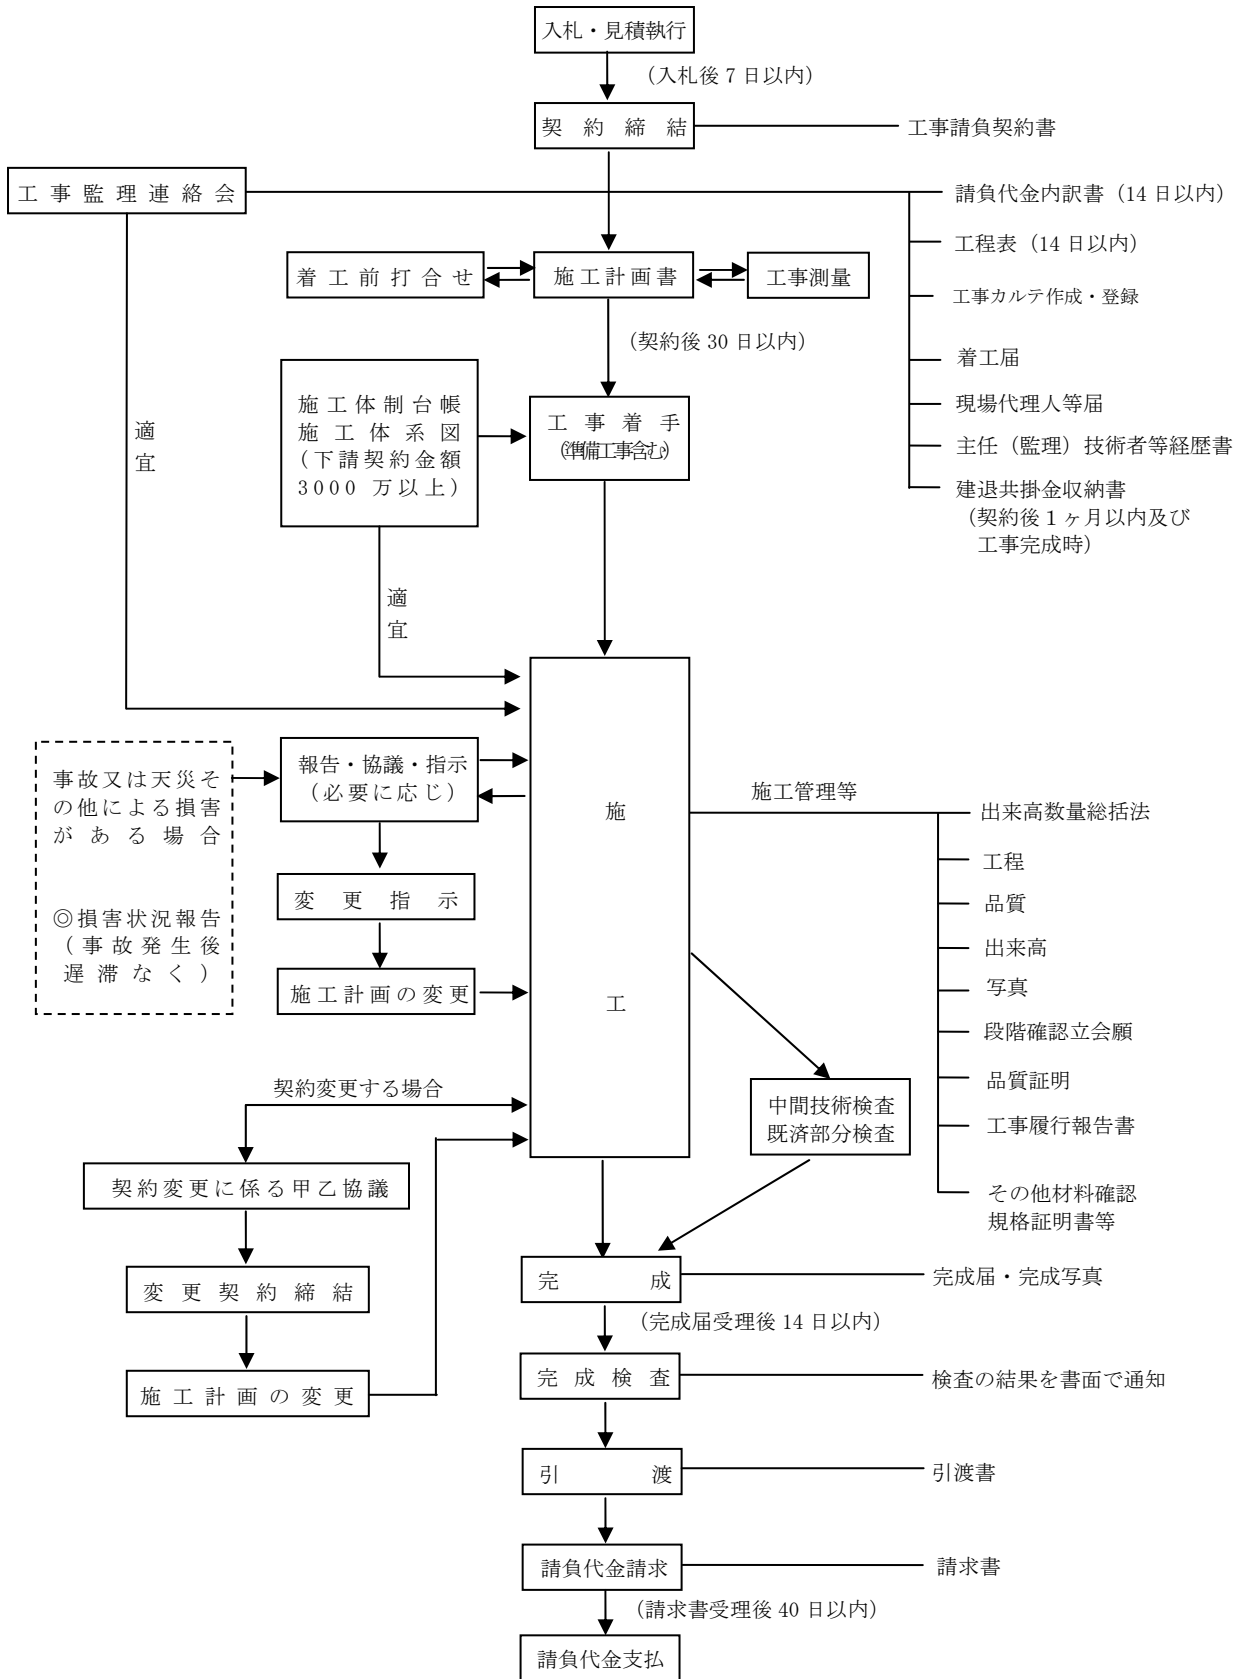 入札・見積執行
(入札後 7 日以内)
契約締結
工事請負契約書
工事監理連絡会
請負代金内訳書 (14 日以内)
工程表 (14 日以内)
工事カルテ作成・登録
着工届
現場代理人等届
主任（監理）技術者等経歴書
建退共掛金収納書
(契約後１ヶ月以内及び
工事完成時)
着工前打合せ
施工計画書
工事測量
(契約後 30 日以内)
適宜
施工体制台帳
施工体系図
(下請契約金額
3000 万以上)
工事着手
(準備工事含む)
適宜
施工
事故又は天災そ
の他による損害
がある場合
◎損害状況報告
(事故発生後
遅滞なく)
報告・協議・指示
(必要に応じ)
変更指示
施工計画の変更
施工管理等
出来高数量総括法
工程
品質
出来高
写真
段階確認立会願
品質証明
工事履行報告書
その他材料確認
規格証明書等
中間技術検査
既済部分検査
契約変更する場合
契約変更に係る甲乙協議
変更契約締結
施工計画の変更
完成
完成届・完成写真
(完成届受理後 14 日以内)
完成検査
検査の結果を書面で通知
引渡
引渡書
請負代金請求
請求書
(請求書受理後 40 日以内)
請負代金支払